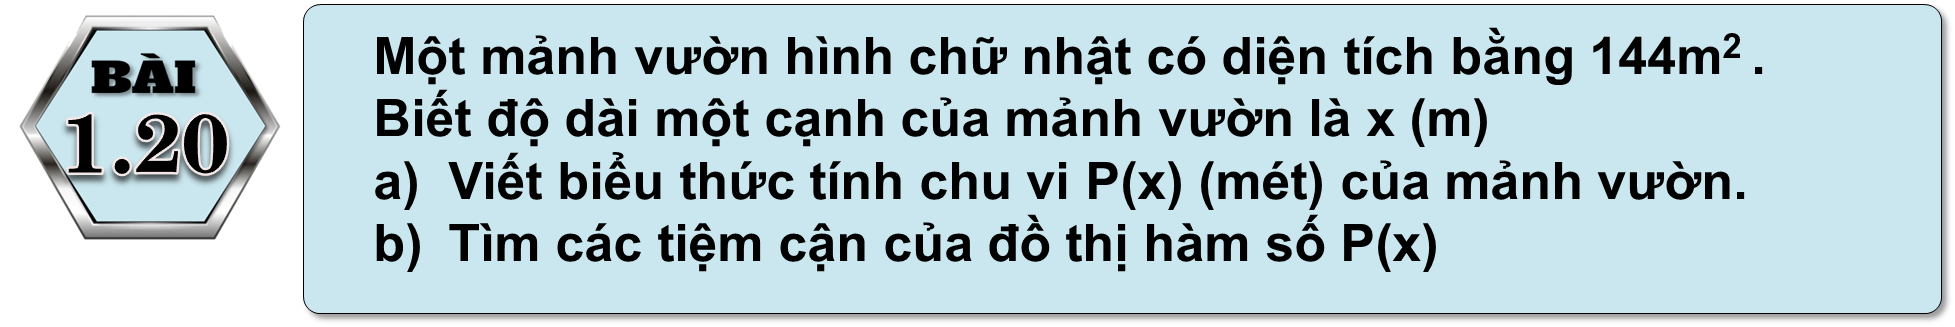 BÀI
1.20
Một mảnh vườn hình chữ nhật có diện tích bằng 144m² .
Biết độ dài một cạnh của mảnh vườn là x (m)
a) Viết biểu thức tính chu vi P(x) (mét) của mảnh vườn.
b) Tìm các tiệm cận của đồ thị hàm số P(x)